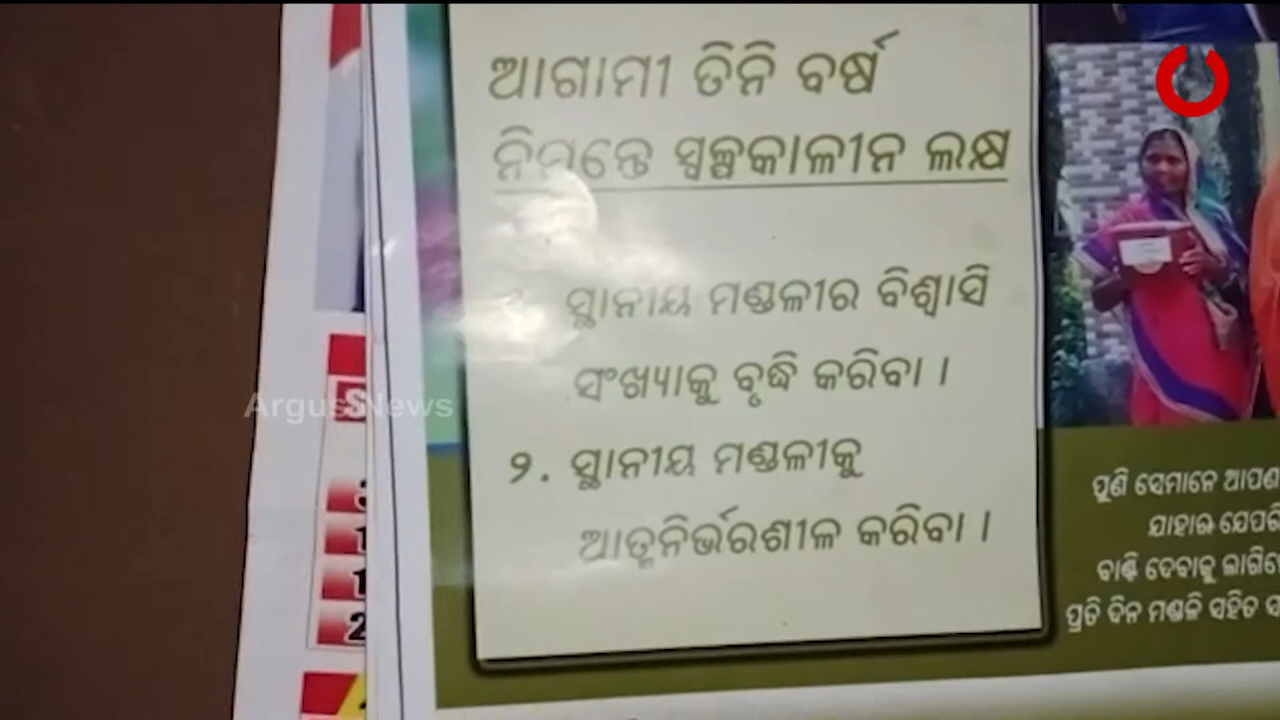 ଆଗାମୀ ତିନି ବର୍ଷ
ନିମନ୍ତେ ସ୍ଵଳ୍ପକାଳୀନ ଲକ୍ଷ
ସ୍ଥାନୀୟ ମଣ୍ଡଳୀର ବିଶ୍ଵାସି
ସଂଖ୍ୟାକୁ ବୃଦ୍ଧି କରିବା ।
୨. ସ୍ଥାନୀୟ ମଣ୍ଡଳୀକୁ
ଆତ୍ମନିର୍ଭରଶୀଳ କରିବା ।
Argus News
ପୁଣି ସେମାନେ ଆପଣ
ଯାହାର ଯେପରି
ବାଣ୍ଟି ଦେବାକୁ ଲାଗିଲେ
ପ୍ରତି ଦିନ ମଣ୍ଡଳି ସହିତ